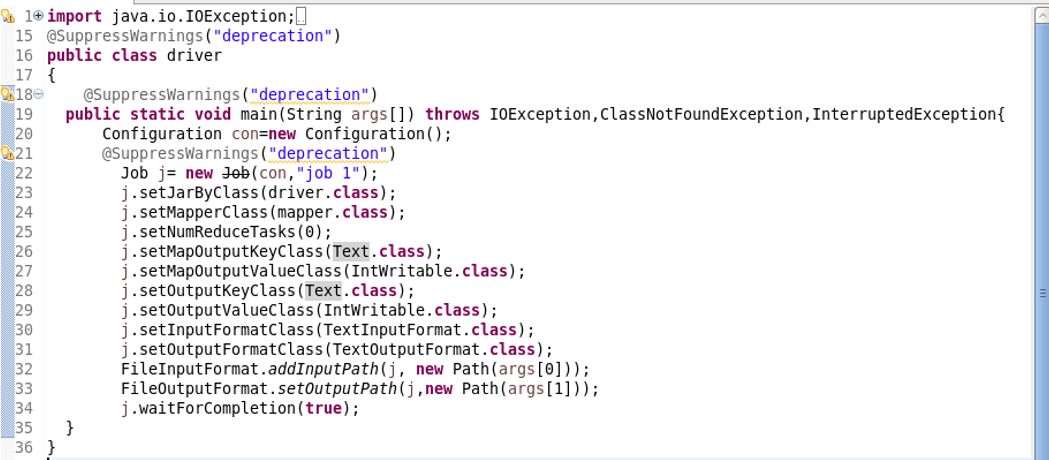 1 import java.io.IOException;
15 @SuppressWarnings("deprecation")
16 public class driver
17 {
18 @SuppressWarnings("deprecation")
19 public static void main(String args[]) throws IOException,ClassNotFoundException,InterruptedException{
20 Configuration con=new Configuration();
21 @SuppressWarnings("deprecation")
22 Job j= new Job(con,"job 1");
23 j.setJarByClass(driver.class);
24 j.setMapperClass(mapper.class);
25 j.setNumReduceTasks(0);
26 j.setMapOutputKeyClass(Text.class);
27 j.setMapOutputValueClass(IntWritable.class);
28 j.setOutputKeyClass(Text.class);
29 j.setOutputValueClass(IntWritable.class);
30 j.setInputFormatClass(TextInputFormat.class);
31 j.setOutputFormatClass(TextOutputFormat.class);
32 FileInputFormat.addInputPath(j, new Path(args[0]));
33 FileOutputFormat.setOutputPath(j,new Path(args[1]));
34 j.waitForCompletion(true);
35 }
36 }